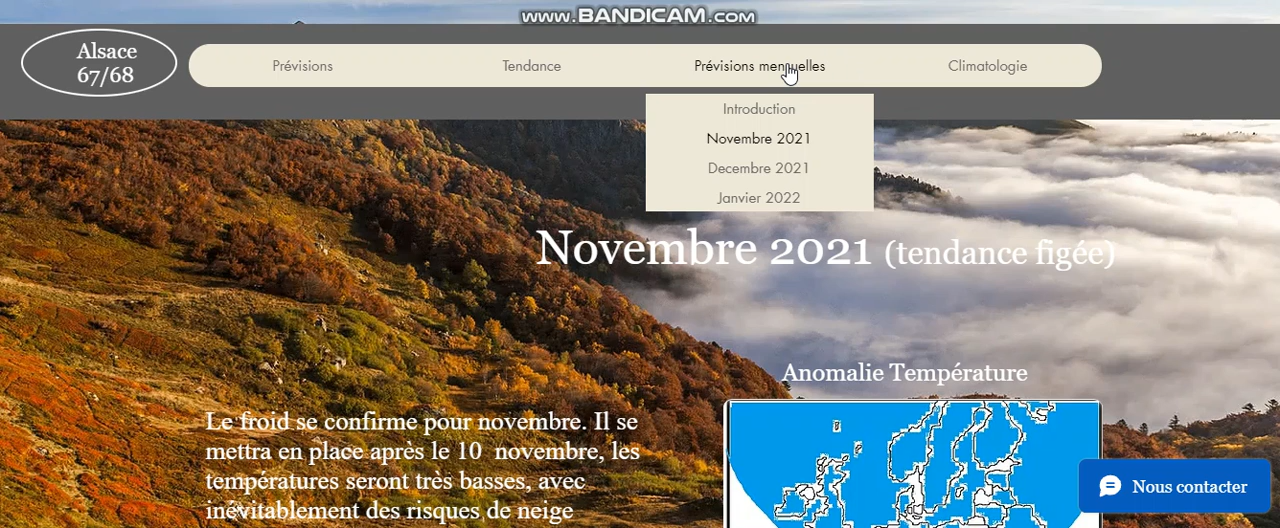 www.BANDICAM.com
Alsace
67/68
Prévisions
Tendance
Prévisions mensuelles
Climatologie
Introduction
Novembre 2021
Decembre 2021
Janvier 2022
Novembre 2021 (tendance figée)
Anomalie Température
Le froid se confirme pour novembre. Il se
mettra en place après le 10 novembre, les
températures seront très basses, avec
inévitablement des risques de neige
Nous contacter